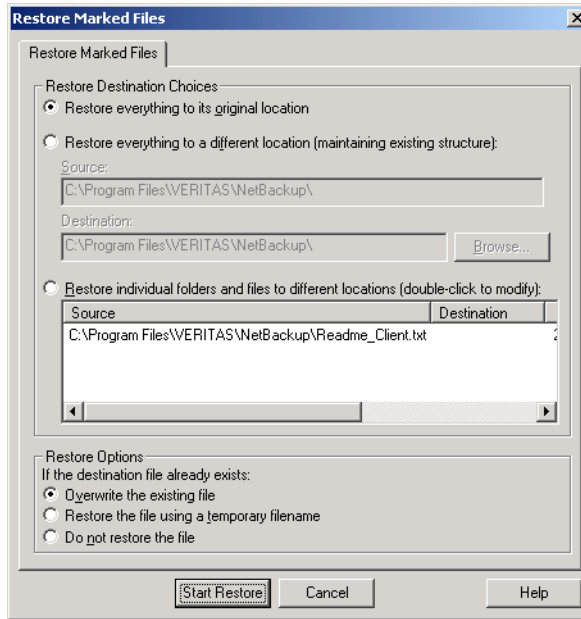 Restore Marked Files
Restore Marked Files
Restore Destination Choices
Restore everything to its original location
Restore everything to a different location (maintaining existing structure):
Source:
C:\Program Files\VERITAS\NetBackup\
Destination:
C:\Program Files\VERITAS\NetBackup\
Browse...
Restore individual folders and files to different locations (double-click to modify):
Source Destination
C:\Program Files\VERITAS\NetBackup\Readme_Client.txt
Restore Options
If the destination file already exists:
Overwrite the existing file
Restore the file using a temporary filename
Do not restore the file
Start Restore Cancel Help